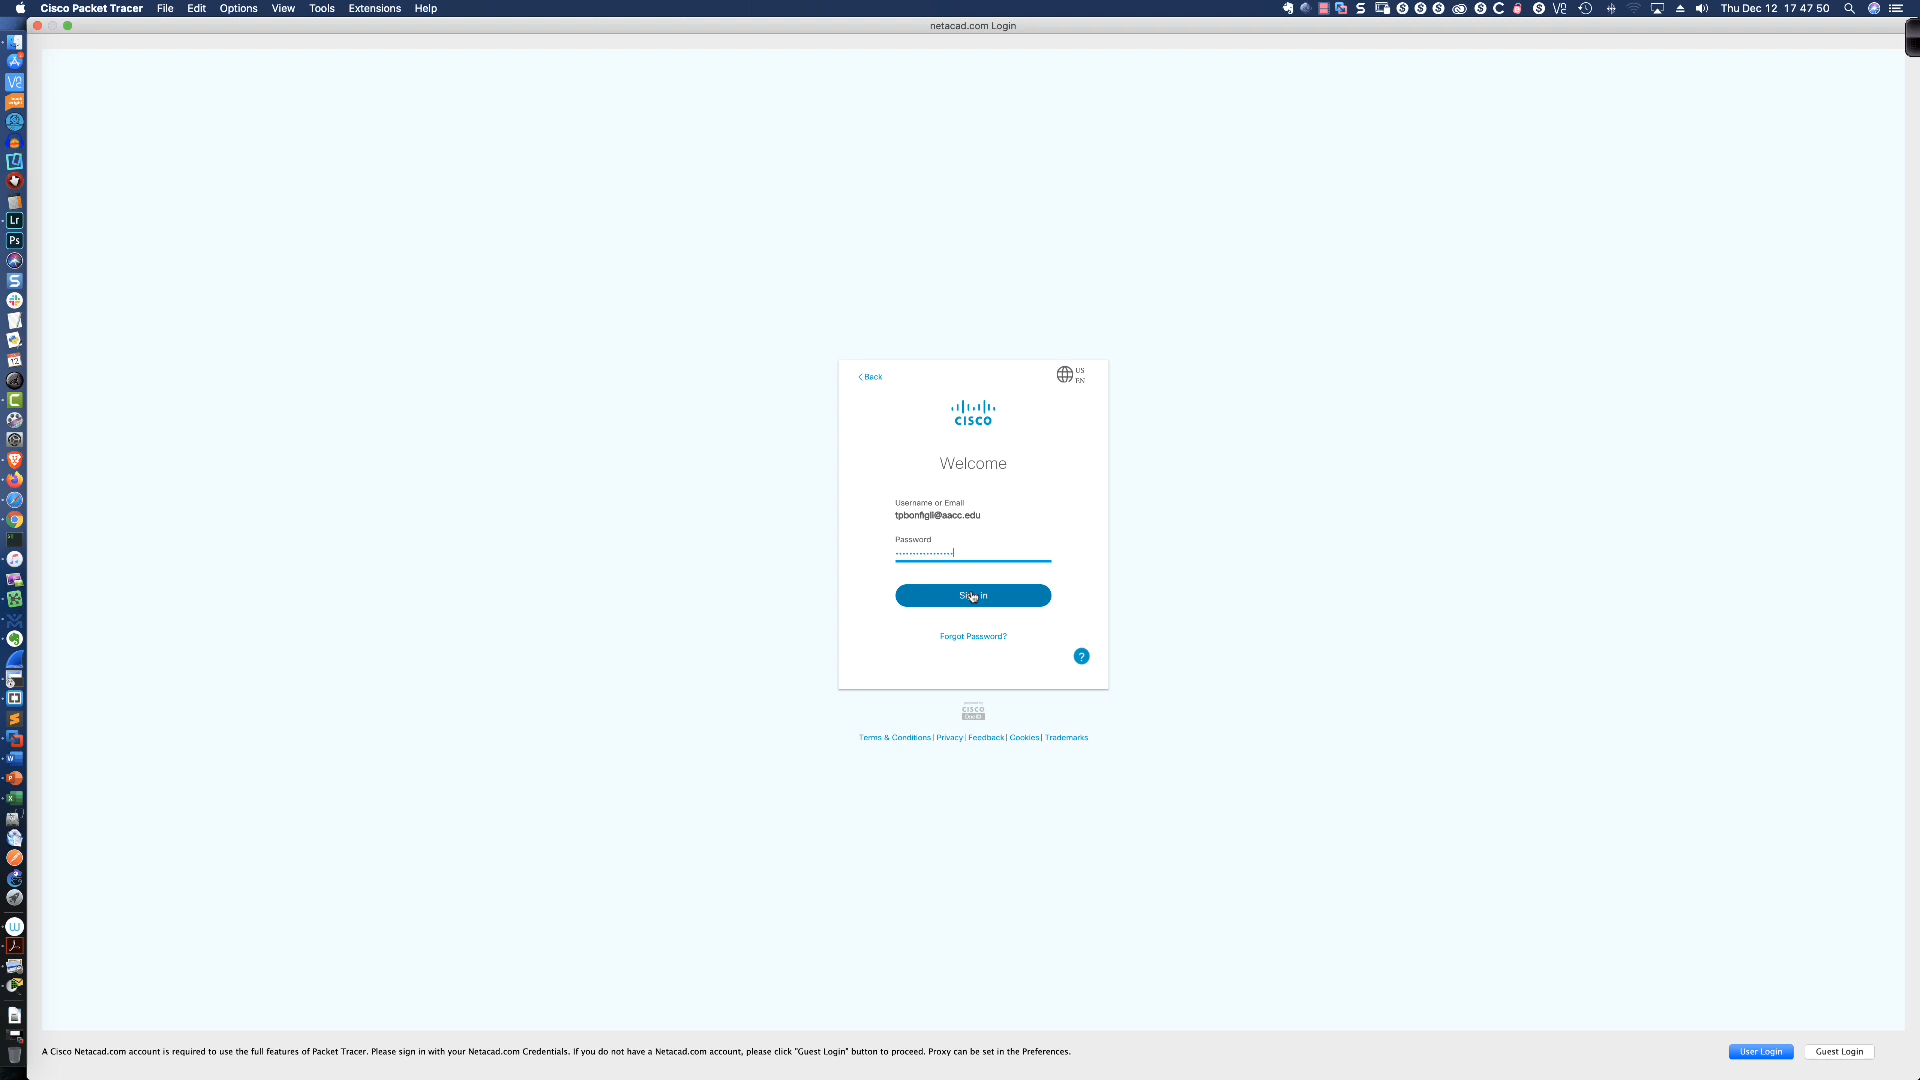 Cisco Packet Tracer File Edit Options View Tools Extensions Help Thu Dec 12 17 47 50
netacad.com Login
Back
US
EN
CISCO
Welcome
Username or Email
tpbonfigli@aacc.edu
Password
Sign in
Forgot Password?
?
CISCO
OneID
Terms & Conditions| Privacy| Feedback| Cookies| Trademarks
A Cisco Netacad.com account is required to use the full features of Packet Tracer. Please sign in with your Netacad.com Credentials. If you do not have a Netacad.com account, please click "Guest Login" button to proceed. Proxy can be set in the Preferences.
User Login Guest Login
Lr
Ps